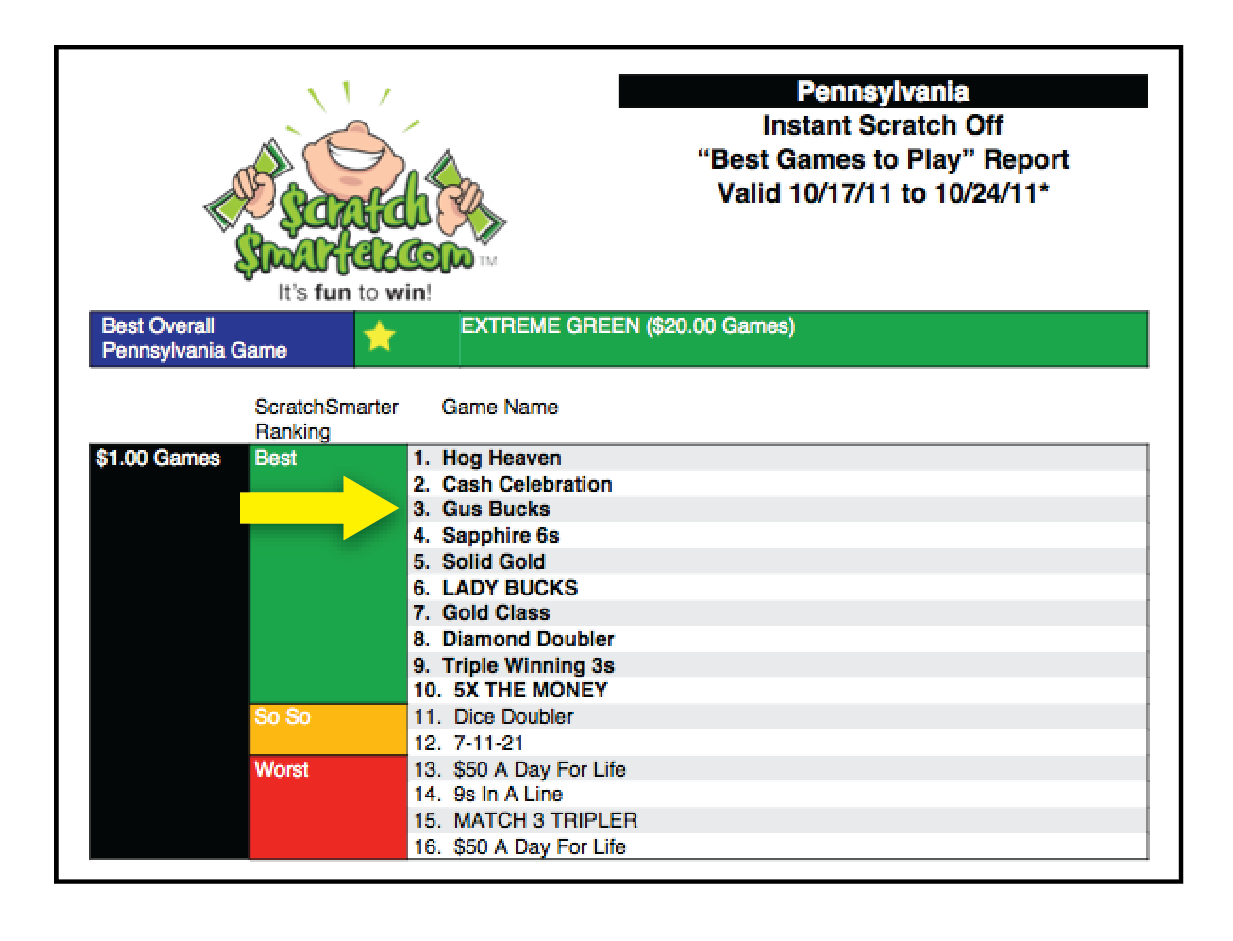 Pennsylvania
Instant Scratch Off
“Best Games to Play” Report
Valid 10/17/11 to 10/24/11*
$cratch
$marter.com TM
It's fun to win!
Best Overall
Pennsylvania Game
EXTREME GREEN ($20.00 Games)
ScratchSmarter
Ranking
Game Name
$1.00 Games
Best
1. Hog Heaven
2. Cash Celebration
3. Gus Bucks
4. Sapphire 6s
5. Solid Gold
6. LADY BUCKS
7. Gold Class
8. Diamond Doubler
9. Triple Winning 3s
10. 5X THE MONEY
So So
11. Dice Doubler
12. 7-11-21
Worst
13. $50 A Day For Life
14. 9s In A Line
15. MATCH 3 TRIPLER
16. $50 A Day For Life